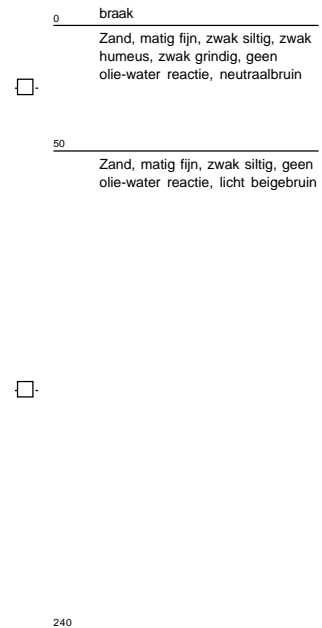 0 braak
Zand, matig fijn, zwak siltig, zwak
humeus, zwak grindig, geen
olie-water reactie, neutraalbruin
50
Zand, matig fijn, zwak siltig, geen
olie-water reactie, licht beigebruin
240